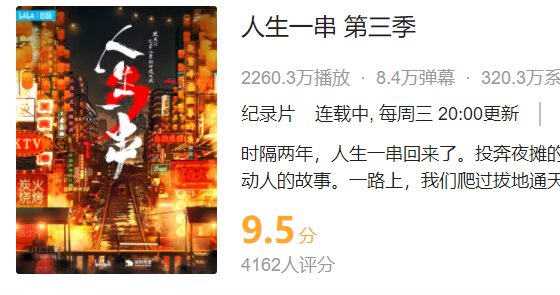 人生一串 第三季
2260.3万播放 · 8.4万弹幕 · 320.3万系
纪录片 连载中, 每周三 20:00更新
时隔两年，人生一串回来了。投奔夜摊的
动人的故事。一路上，我们爬过拔地通天
9.5分
4162人评分
bilibili 出品
人生一串
KTV
炭火
烧烤
bilibili